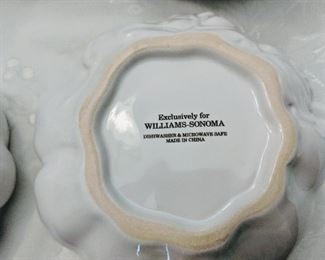 Exclusively for
WILLIAMS-SONOMA
DISHWASHER & MICROWAVE SAFE
MADE IN CHINA